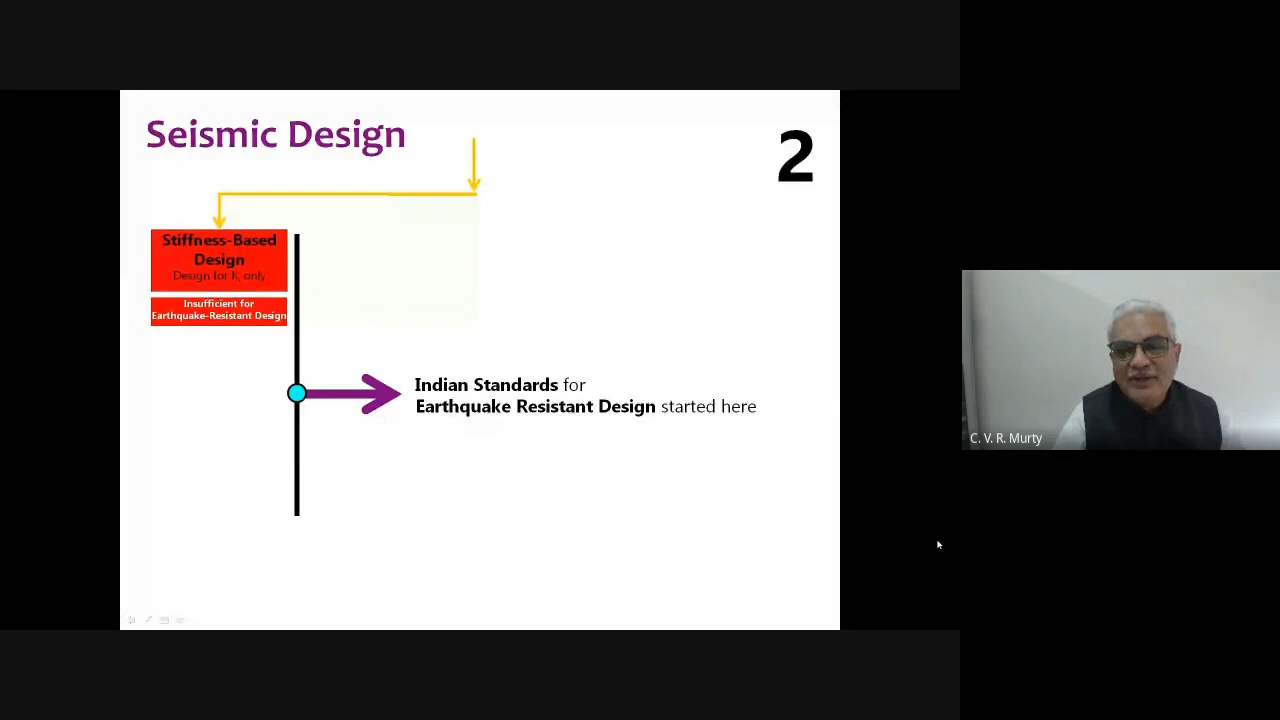 Seismic Design
2
Stiffness-Based
Design
Design for K, only
Insufficient for
Earthquake-Resistant Design
Indian Standards for
Earthquake Resistant Design started here
C. V. R. Murty